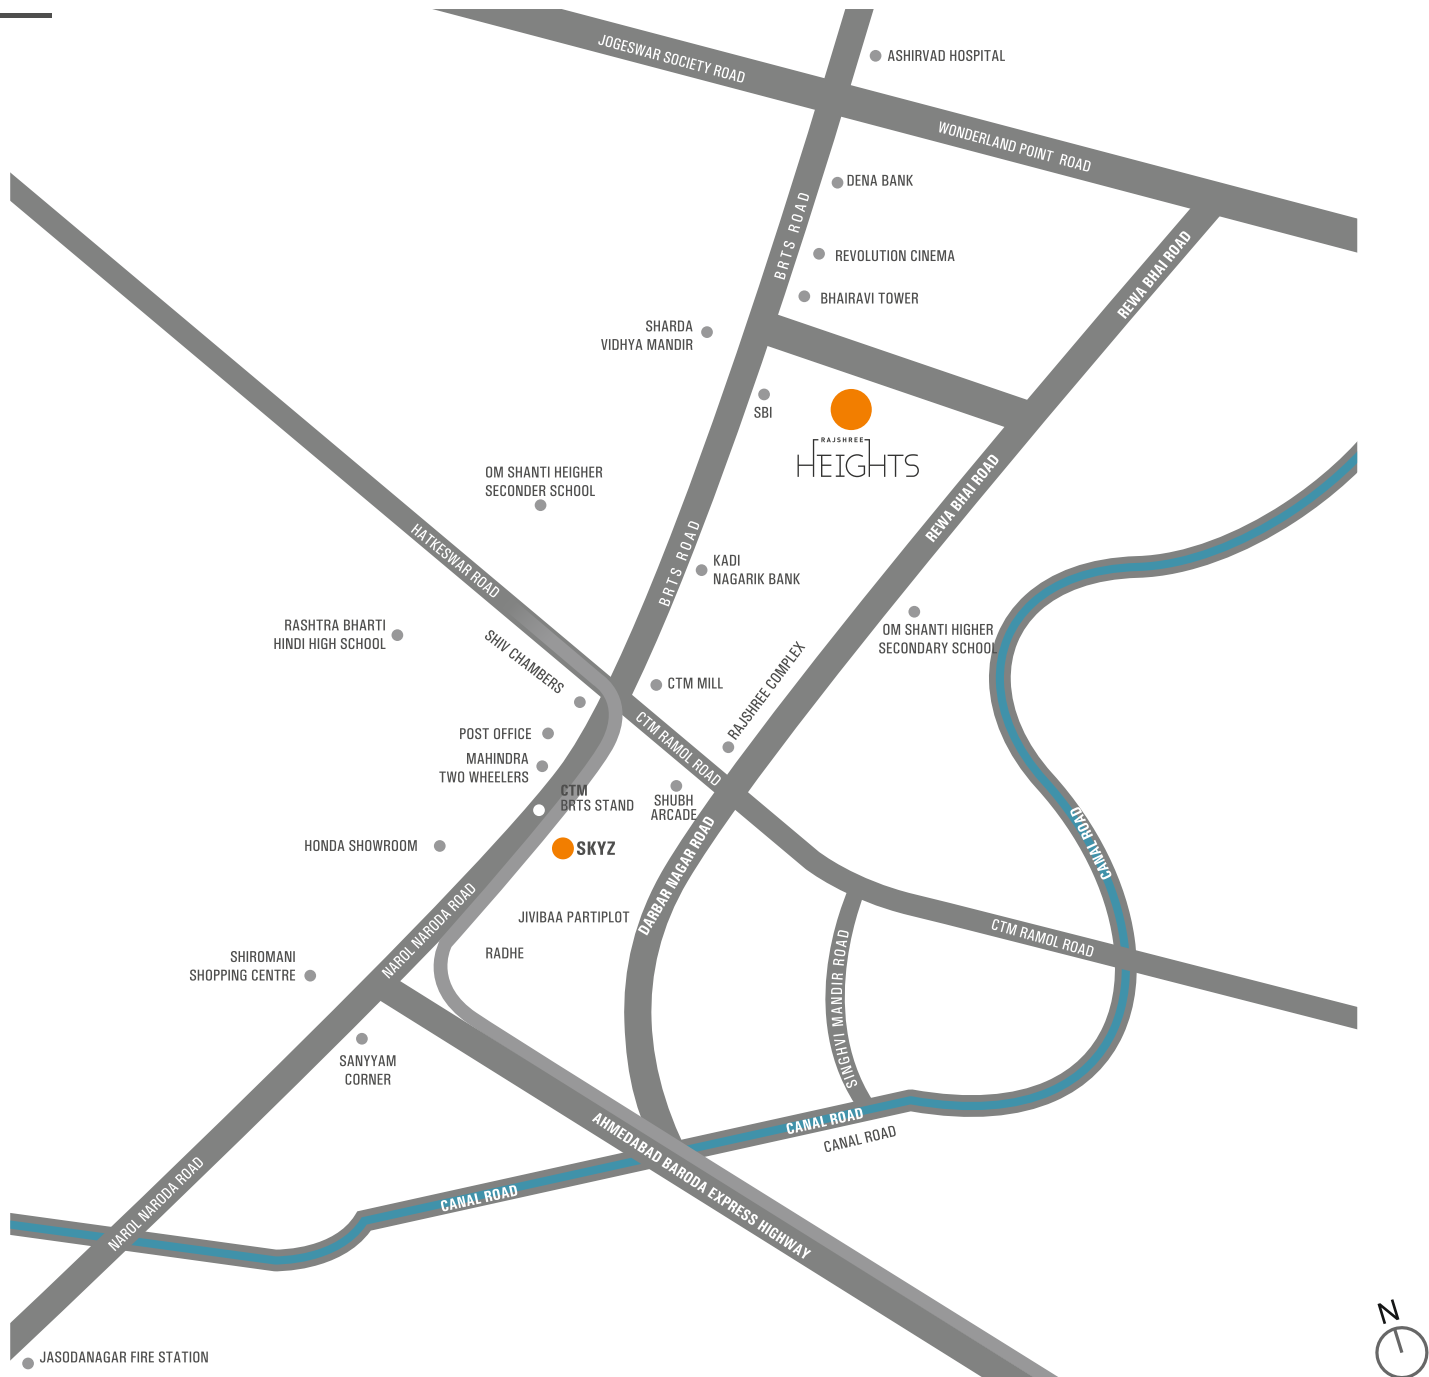 JOGESWAR SOCIETY ROAD
ASHIRVAD HOSPITAL
WONDERLAND POINT ROAD
DENA BANK
BRTS ROAD
REVOLUTION CINEMA
REWA BHAI ROAD
BHAIRAVI TOWER
SHARDA
VIDHYA MANDIR
SBI
RAJSHREE
HEIGHTS
OM SHANTI HEIGHER
SECONDER SCHOOL
REWA BHAI ROAD
HATKESWAR ROAD
BRTS ROAD
KADI
NAGARIK BANK
RASHTRA BHARTI
HINDI HIGH SCHOOL
SHIV CHAMBERS
OM SHANTI HIGHER
SECONDARY SCHOOL
CTM MILL
RAJSHREE COMPLEX
POST OFFICE
CTM RAMOL ROAD
MAHINDRA
TWO WHEELERS
CTM
BRTS STAND
SHUBH
ARCADE
HONDA SHOWROOM
SKYZ
CANAL ROAD
DARBAR NAGAR ROAD
JIVIBAA PARTIPLOT
NAROL NARODA ROAD
RADHE
CTM RAMOL ROAD
SHIROMANI
SHOPPING CENTRE
SINGHVI MANDIR ROAD
SANYYAM
CORNER
CANAL ROAD
CANAL ROAD
AHMEDABAD BARODA EXPRESS HIGHWAY
CANAL ROAD
NAROL NARODA ROAD
N
JASODANAGAR FIRE STATION